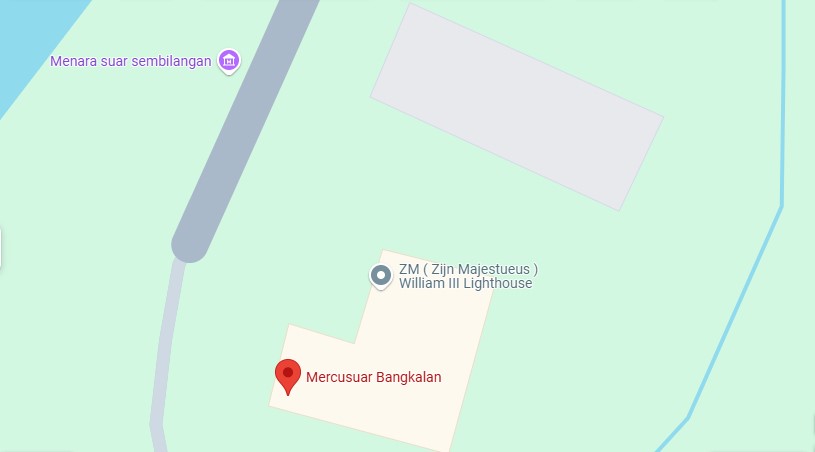 Menara suar sembilangan
ZM ( Zijn Majestueus )
William III Lighthouse
Mercusuar Bangkalan